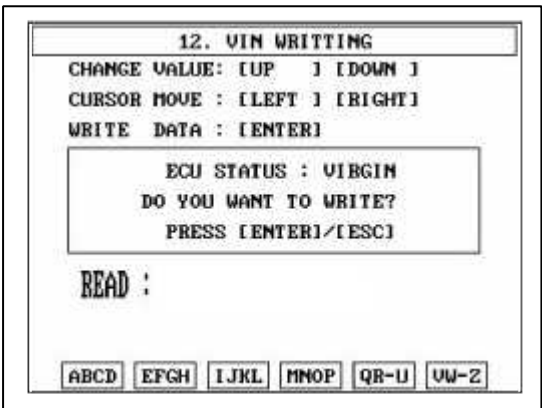 12. VIN WRITTING
CHANGE VALUE: [UP ] [DOWN ]
CURSOR MOVE : [LEFT ] [RIGHT]
WRITE DATA : [ENTER]
ECU STATUS : VIRGIN
DO YOU WANT TO WRITE?
PRESS [ENTER]/[ESC]
READ :
ABCD EFGH IJKL MNOP QR-U VW-Z